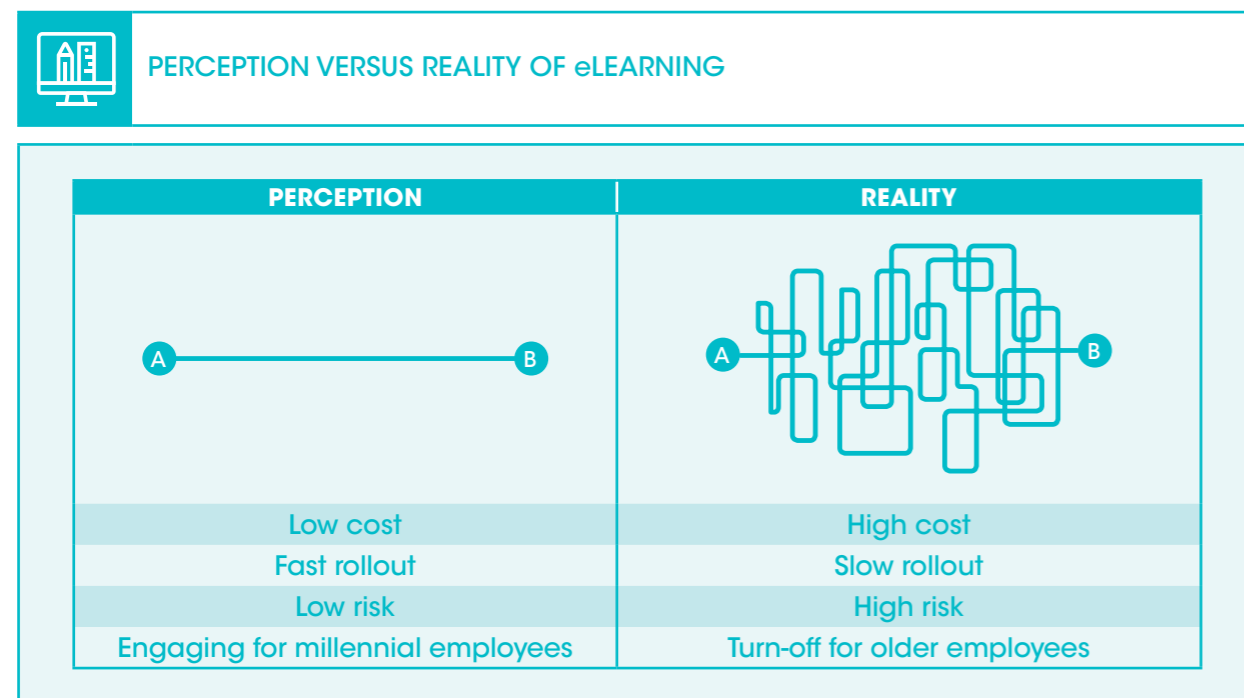 PERCEPTION VERSUS REALITY OF eLEARNING
PERCEPTION
REALITY
A
B
A
B
Low cost
High cost
Fast rollout
Slow rollout
Low risk
High risk
Engaging for millennial employees
Turn-off for older employees